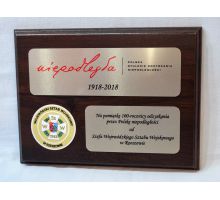 niepodległa
POLSKA
STULECIE ODZYSKANIA
NIEPODLEGŁOŚCI
1918-2018
Na pamiątkę 100-rocznicy odzyskania
przez Polskę niepodległości
od
Szefa Wojewódzkiego Sztabu Wojskowego
w Rzeszowie